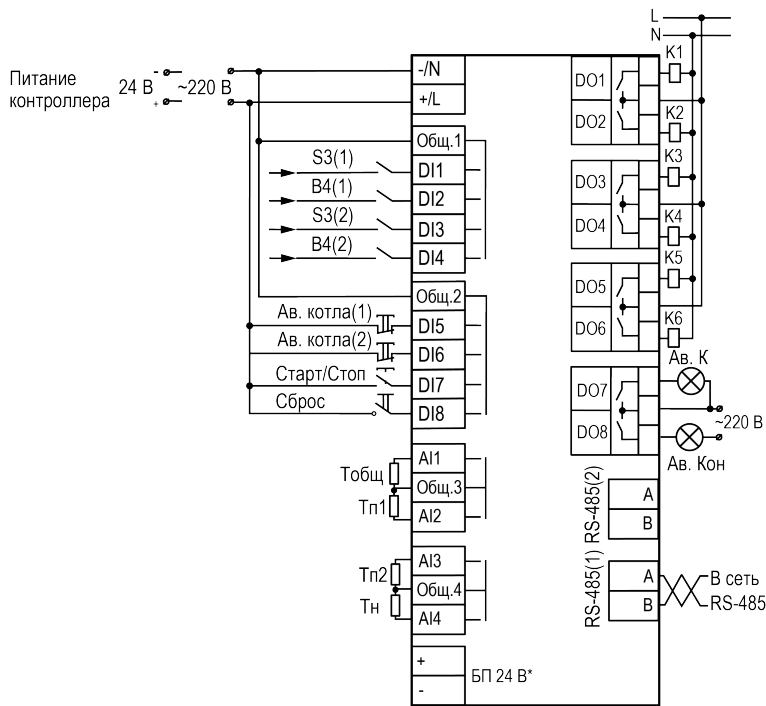 L
N
Питание
контроллера
-
24 В
+
~220 В
-/N
+/L
Общ.1
S3(1)
DI1
B4(1)
DI2
S3(2)
DI3
B4(2)
DI4
Общ.2
Ав. котла(1)
DI5
Ав. котла(2)
DI6
Старт/Стоп
DI7
Сброс
DI8
AI1
Тобщ
Общ.3
Тп1
AI2
AI3
Тп2
Общ.4
Тн
AI4
+
БП 24 В*
-
DO1
K1
DO2
K2
DO3
K3
DO4
K4
DO5
K5
DO6
K6
DO7
Ав. К
~220 В
DO8
Ав. Кон
RS-485(2)
A
B
RS-485(1)
A
B
В сеть
RS-485